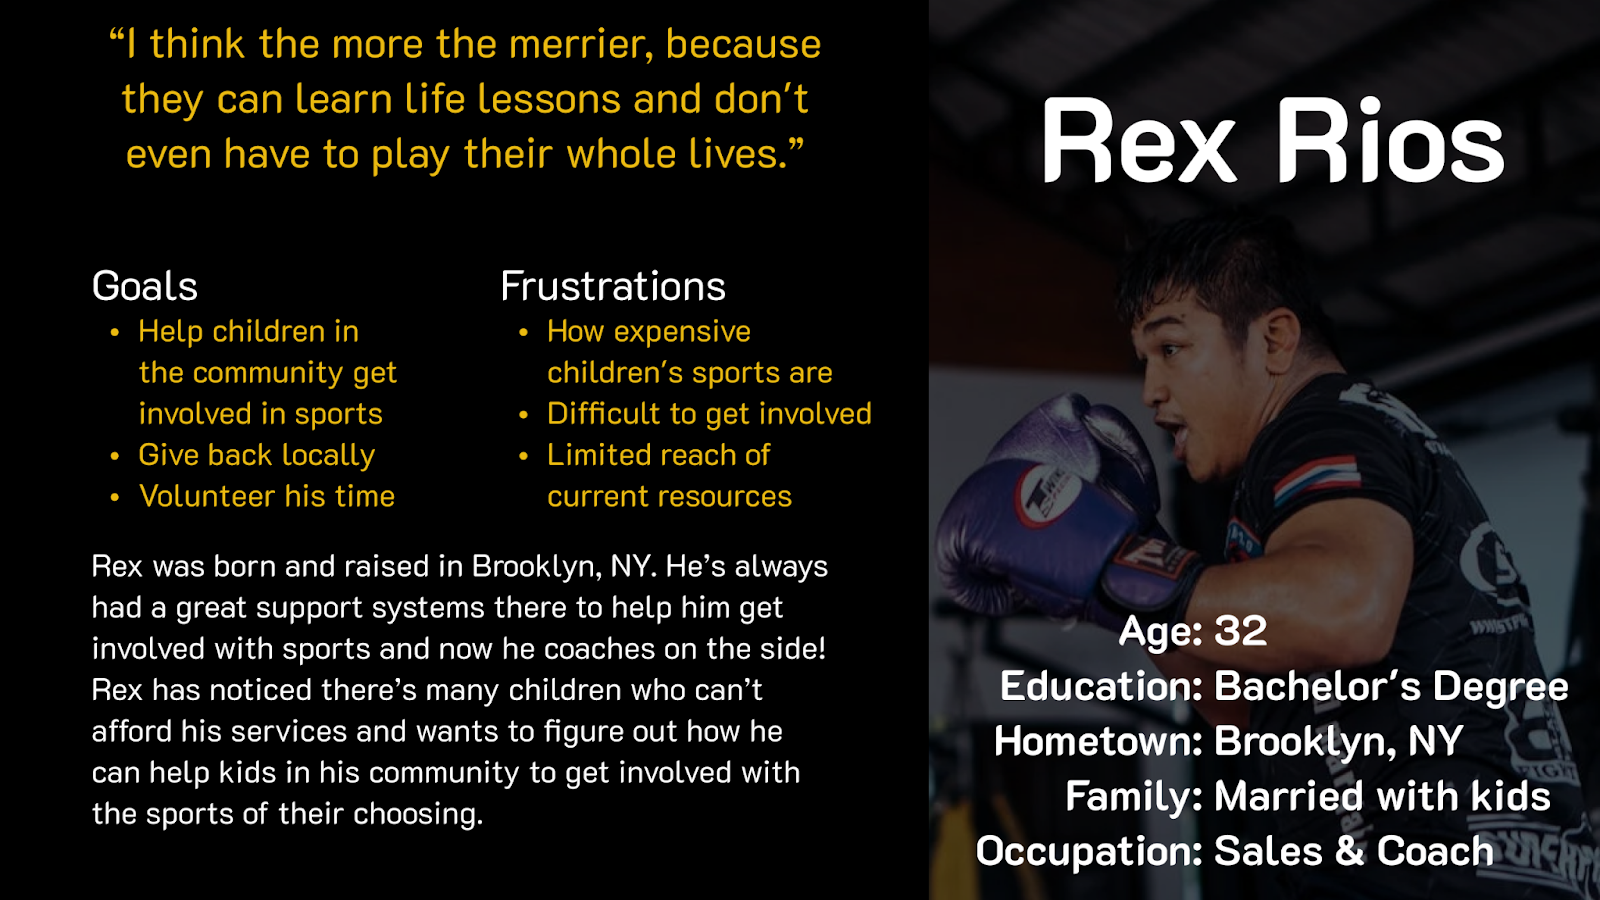 “I think the more the merrier, because
they can learn life lessons and don't
even have to play their whole lives.”
Goals
• Help children in
the community get
involved in sports
• Give back locally
• Volunteer his time
Frustrations
• How expensive
children's sports are
• Difficult to get involved
• Limited reach of
current resources
Rex was born and raised in Brooklyn, NY. He’s always
had a great support systems there to help him get
involved with sports and now he coaches on the side!
Rex has noticed there’s many children who can’t
afford his services and wants to figure out how he
can help kids in his community to get involved with
the sports of their choosing.
Rex Rios
Age: 32
Education: Bachelor's Degree
Hometown: Brooklyn, NY
Family: Married with kids
Occupation: Sales & Coach